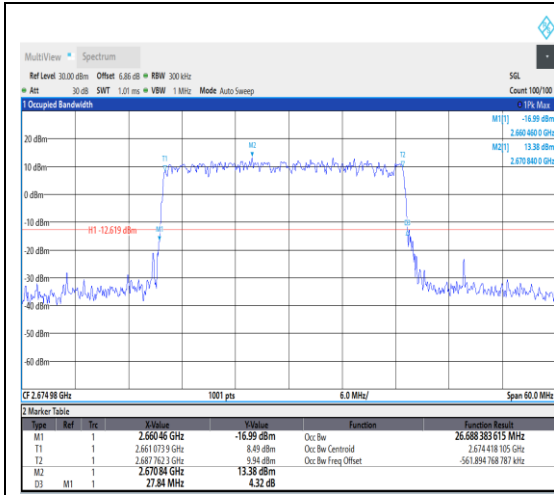 MultiView Spectrum
Ref Level 30.00 dBm Offset 6.86 dB RBW 300 kHz SGL
Att 30 dB SWT 1.01 ms VBW 1 MHz Mode Auto Sweep Count 100/100
1 Occupied Bandwidth 1Pk Max
M1[1] -16.99 dBm
2.660 460 0 GHz
M2[1] 13.38 dBm
2.670 840 0 GHz
20 dBm
M2
T1 T2
10 dBm
0 dBm
-10 dBm
D3
H1 -12.619 dBm M1
-20 dBm
-30 dBm
-40 dBm
-50 dBm
-60 dBm
CF 2.674 98 GHz 1001 pts 6.0 MHz/ Span 60.0 MHz
2 Marker Table
Type Ref Trc X-Value Y-Value Function Function Result
M1 1 2.66046 GHz -16.99 dBm Occ Bw 26.688 383 615 MHz
T1 1 2.661 073 9 GHz 8.49 dBm Occ Bw Centroid 2.674 418 105 GHz
T2 1 2.687 762 3 GHz 9.94 dBm Occ Bw Freq Offset -561.894 768 787 kHz
M2 1 2.67084 GHz 13.38 dBm
D3 M1 1 27.84 MHz 4.32 dB